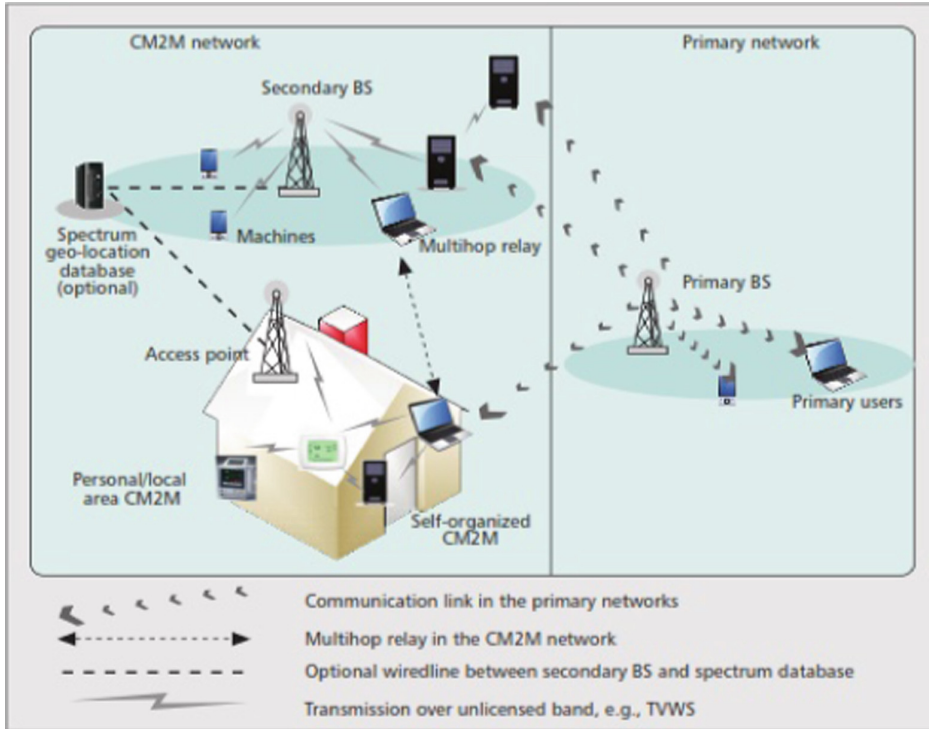 CM2M network
Primary network
Secondary BS
Spectrum
geo-location
database
(optional)
Machines
Multihop relay
Primary BS
Access point
Primary users
Personal/local
area CM2M
Self-organized
CM2M
Communication link in the primary networks
Multihop relay in the CM2M network
Optional wiredline between secondary BS and spectrum database
Transmission over unlicensed band, e.g., TVWS